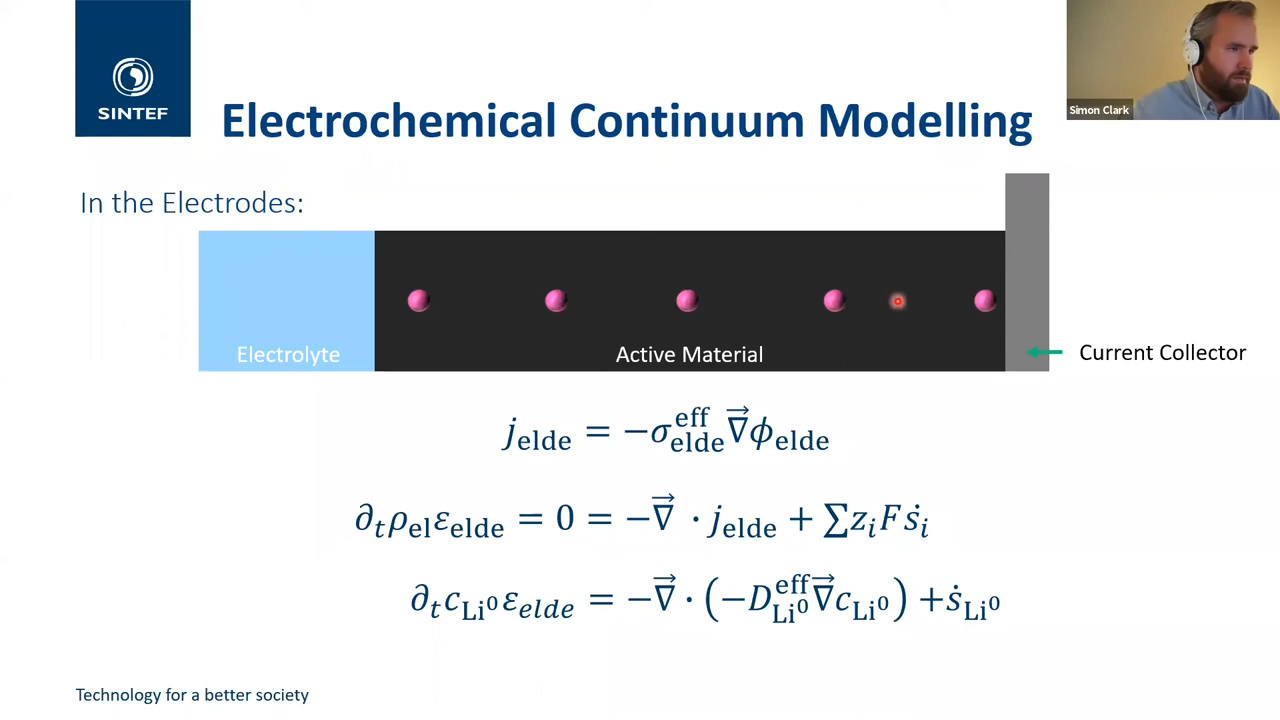 SINTEF
Electrochemical Continuum Modelling
Simon Clark
In the Electrodes:
Electrolyte
Active Material
Current Collector
j_elde = −σ_elde^eff ∇⃗ϕ_elde
∂_t ρ_el ε_elde = 0 = −∇⃗ · j_elde + ∑z_i F ṡ_i
∂_t c_Li⁰ ε_elde = −∇⃗ · (−D_Li⁰^eff ∇⃗c_Li⁰) + ṡ_Li⁰
Technology for a better society